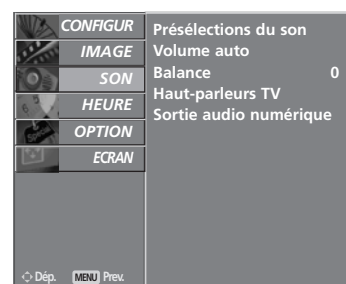 CONFIGUR
IMAGE
SON
HEURE
OPTION
ECRAN
Présélections du son
Volume auto
Balance 0
Haut-parleurs TV
Sortie audio numérique
Dép. MENU Prev.